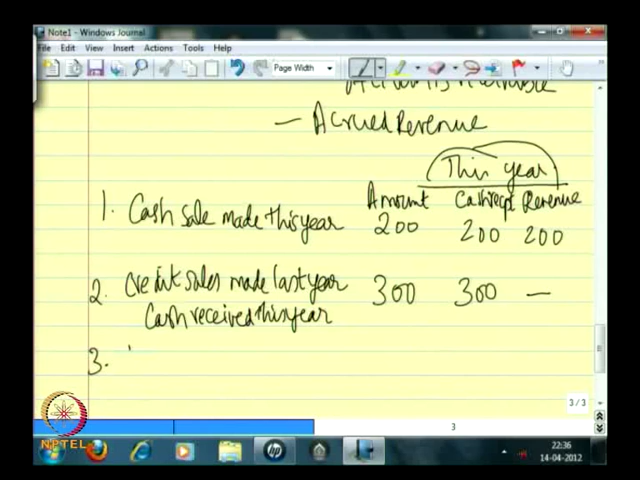 Note1 - Windows Journal
File Edit View Insert Actions Tools Help
Page Width
— Accrued Revenue
This year
Amount Cash recpt Revenue
1. Cash sale made this year 200 200 200
2. Credit sales made last year 300 300 —
Cash received this year
3.
3 / 3
3
NPTEL
22:36
14-04-2012